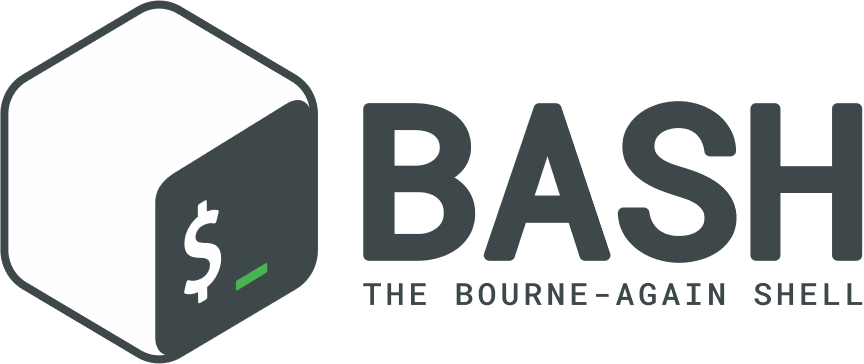 $_
BASH
THE BOURNE-AGAIN SHELL